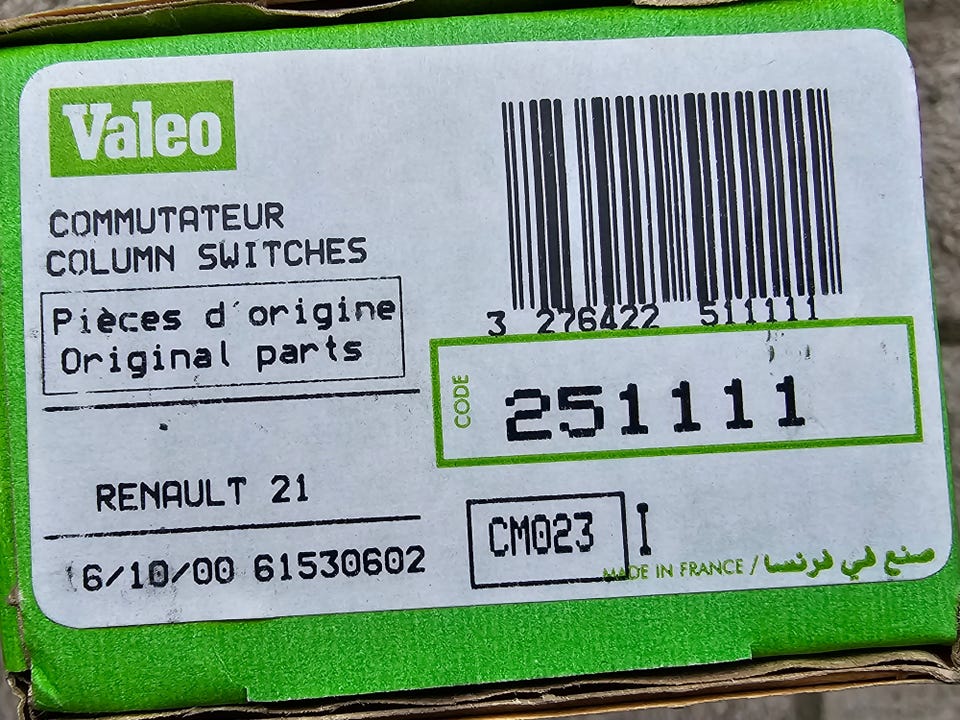 Valeo
COMMUTATEUR
COLUMN SWITCHES
Pièces d'origine
Original parts
3 276422 511111
CODE
251111
RENAULT 21
CM023 I
16/10/00 61530602
MADE IN FRANCE / صنع في فرنسا